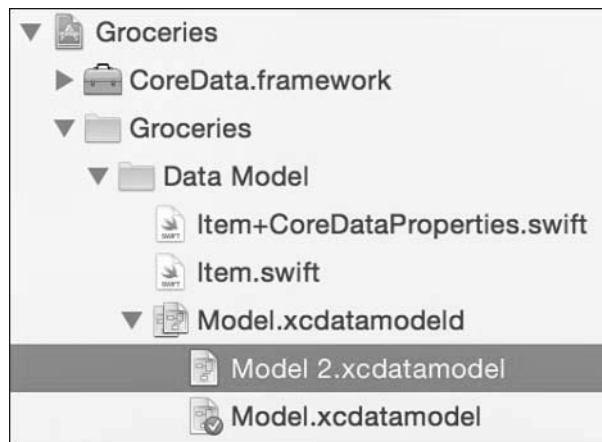 Groceries
CoreData.framework
Groceries
Data Model
Item+CoreDataProperties.swift
Item.swift
Model.xcdatamodeld
Model 2.xcdatamodel
Model.xcdatamodel